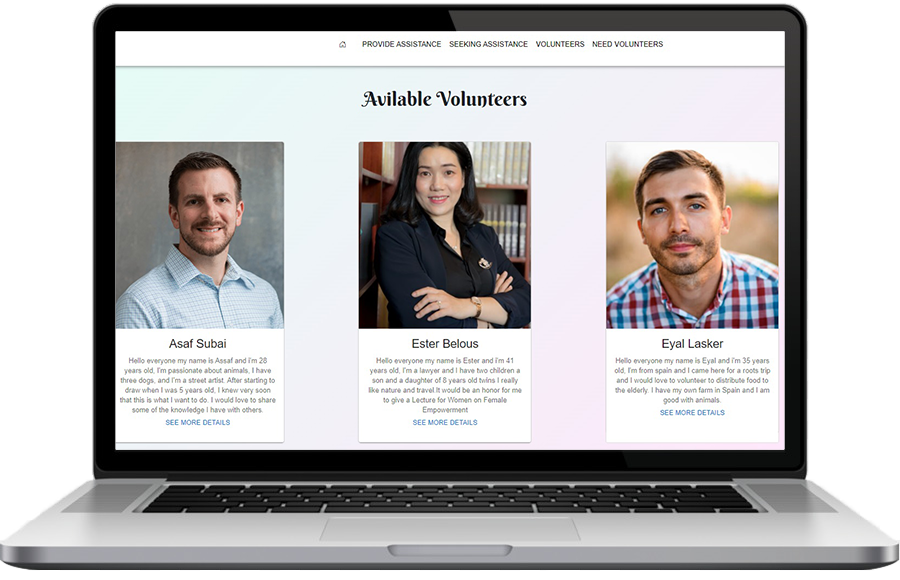 PROVIDE ASSISTANCE SEEKING ASSISTANCE VOLUNTEERS NEED VOLUNTEERS
Avilable Volunteers
Asaf Subai
Hello everyone my name is Assaf and i'm 28
years old, I'm passionate about animals, I have
three dogs, and I'm a street artist. After starting to
draw when I was 5 years old, I knew very soon
that this is what I want to do. I would love to share
some of the knowledge I have with others.
SEE MORE DETAILS
Ester Belous
Hello everyone my name is Ester and i'm 41
years old, I'm a lawyer and I have two children a
son and a daughter of 8 years old twins I really
like nature and travel It would be an honor for me
to give a Lecture for Women on Female
Empowerment
SEE MORE DETAILS
Eyal Lasker
Hello everyone my name is Eyal and i'm 35 years
old, I'm from spain and I came here for a roots trip
and I would love to volunteer to distribute food to
the elderly. I have my own farm in Spain and I am
good with animals.
SEE MORE DETAILS